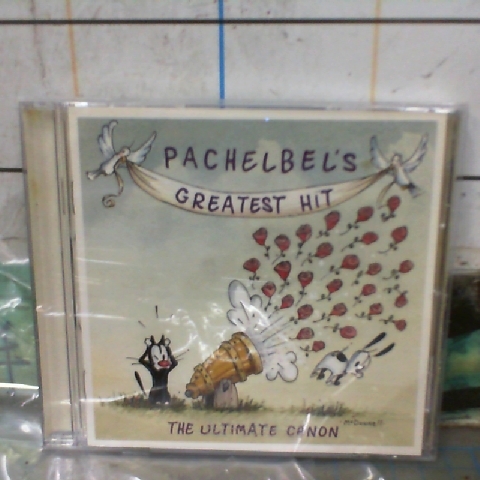 PACHELBEL'S
GREATEST HIT
THE ULTIMATE CANON